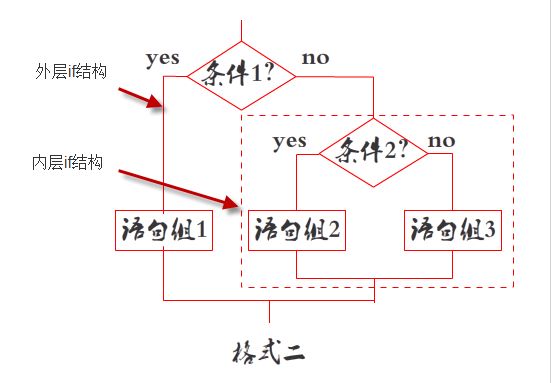 yes
条件1?
no
外层if结构
yes
条件2?
no
内层if结构
语句组1
语句组2
语句组3
格式二